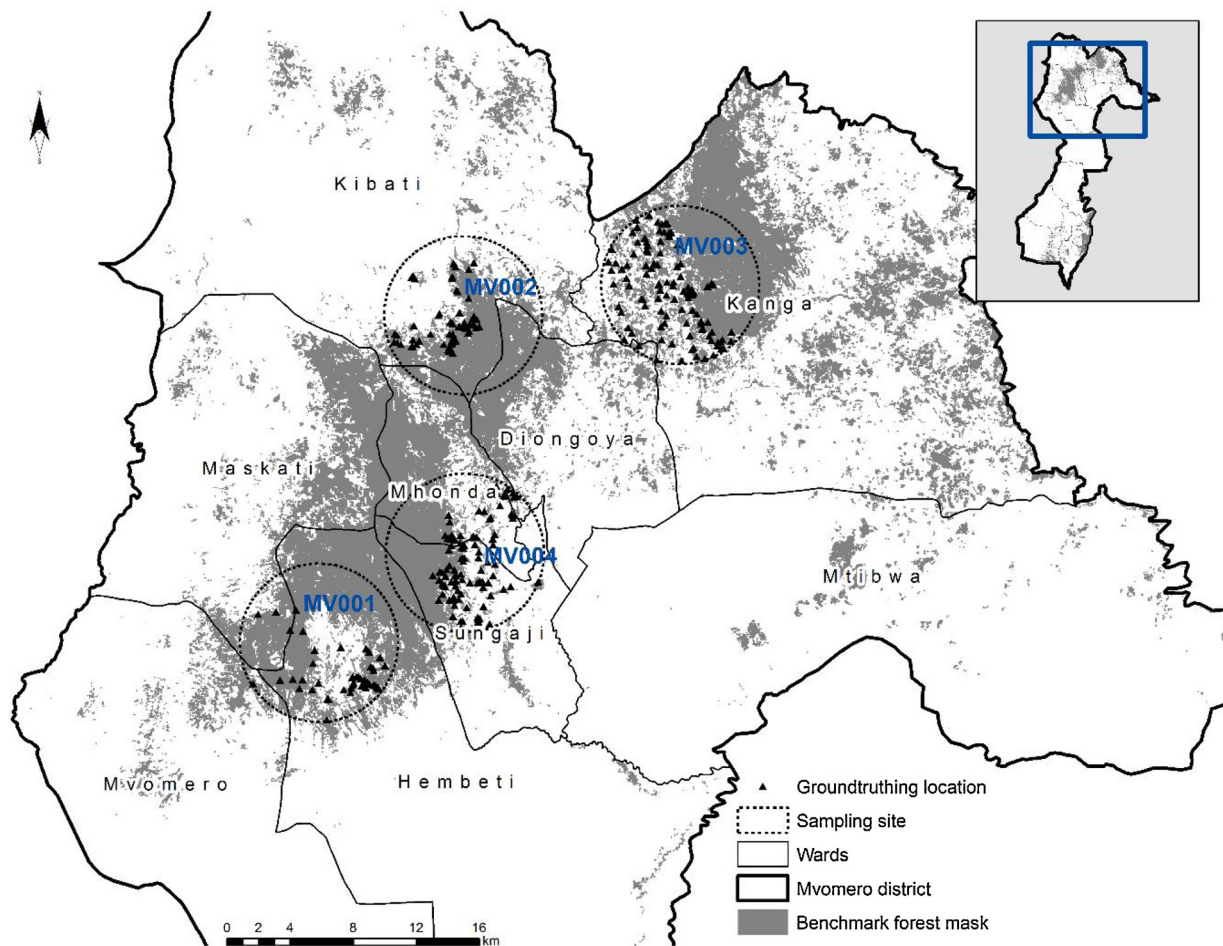 N
S
Kibati
MV003
MV002
Kanga
Diongoya
Maskati
Mhonda
MV004
Mtibwa
MV001
Sungaji
Mvomero
Hembeti
Groundtruthing location
Sampling site
Wards
Mvomero district
Benchmark forest mask
0 2 4 8 12 16
km